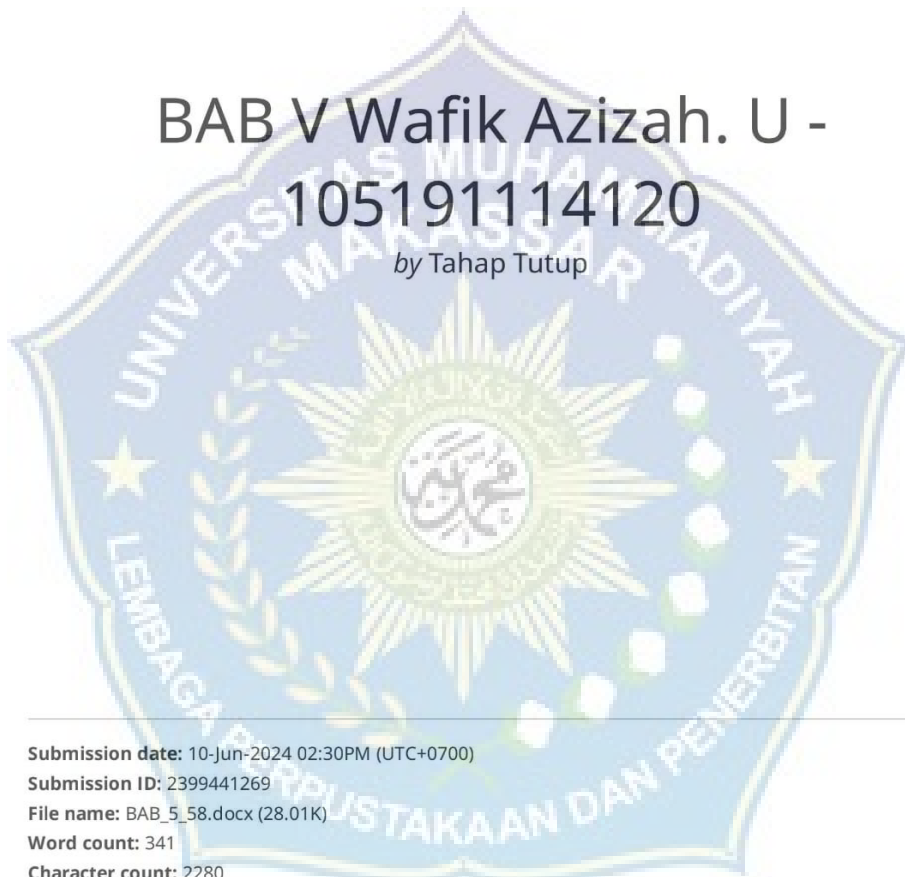 BAB V Wafik Azizah. U -
105191114120
by Tahap Tutup
UNIVERSITAS MUHAMMADIYAH
MAKASSAR
محمد
LEMBAGA PERPUSTAKAAN DAN PENERBITAN
Submission date: 10-Jun-2024 02:30PM (UTC+0700)
Submission ID: 2399441269
File name: BAB_5_58.docx (28.01K)
Word count: 341
Character count: 2280